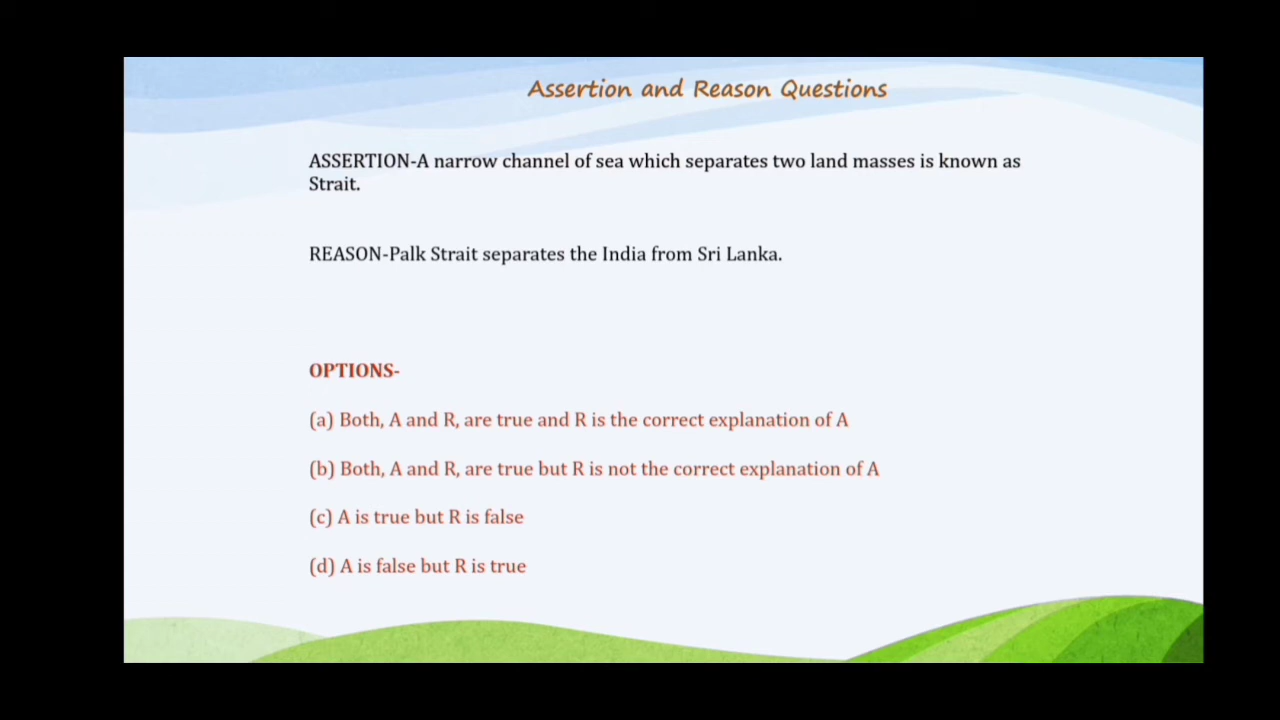 Assertion and Reason Questions
ASSERTION-A narrow channel of sea which separates two land masses is known as
Strait.
REASON-Palk Strait separates the India from Sri Lanka.
OPTIONS-
(a) Both, A and R, are true and R is the correct explanation of A
(b) Both, A and R, are true but R is not the correct explanation of A
(c) A is true but R is false
(d) A is false but R is true